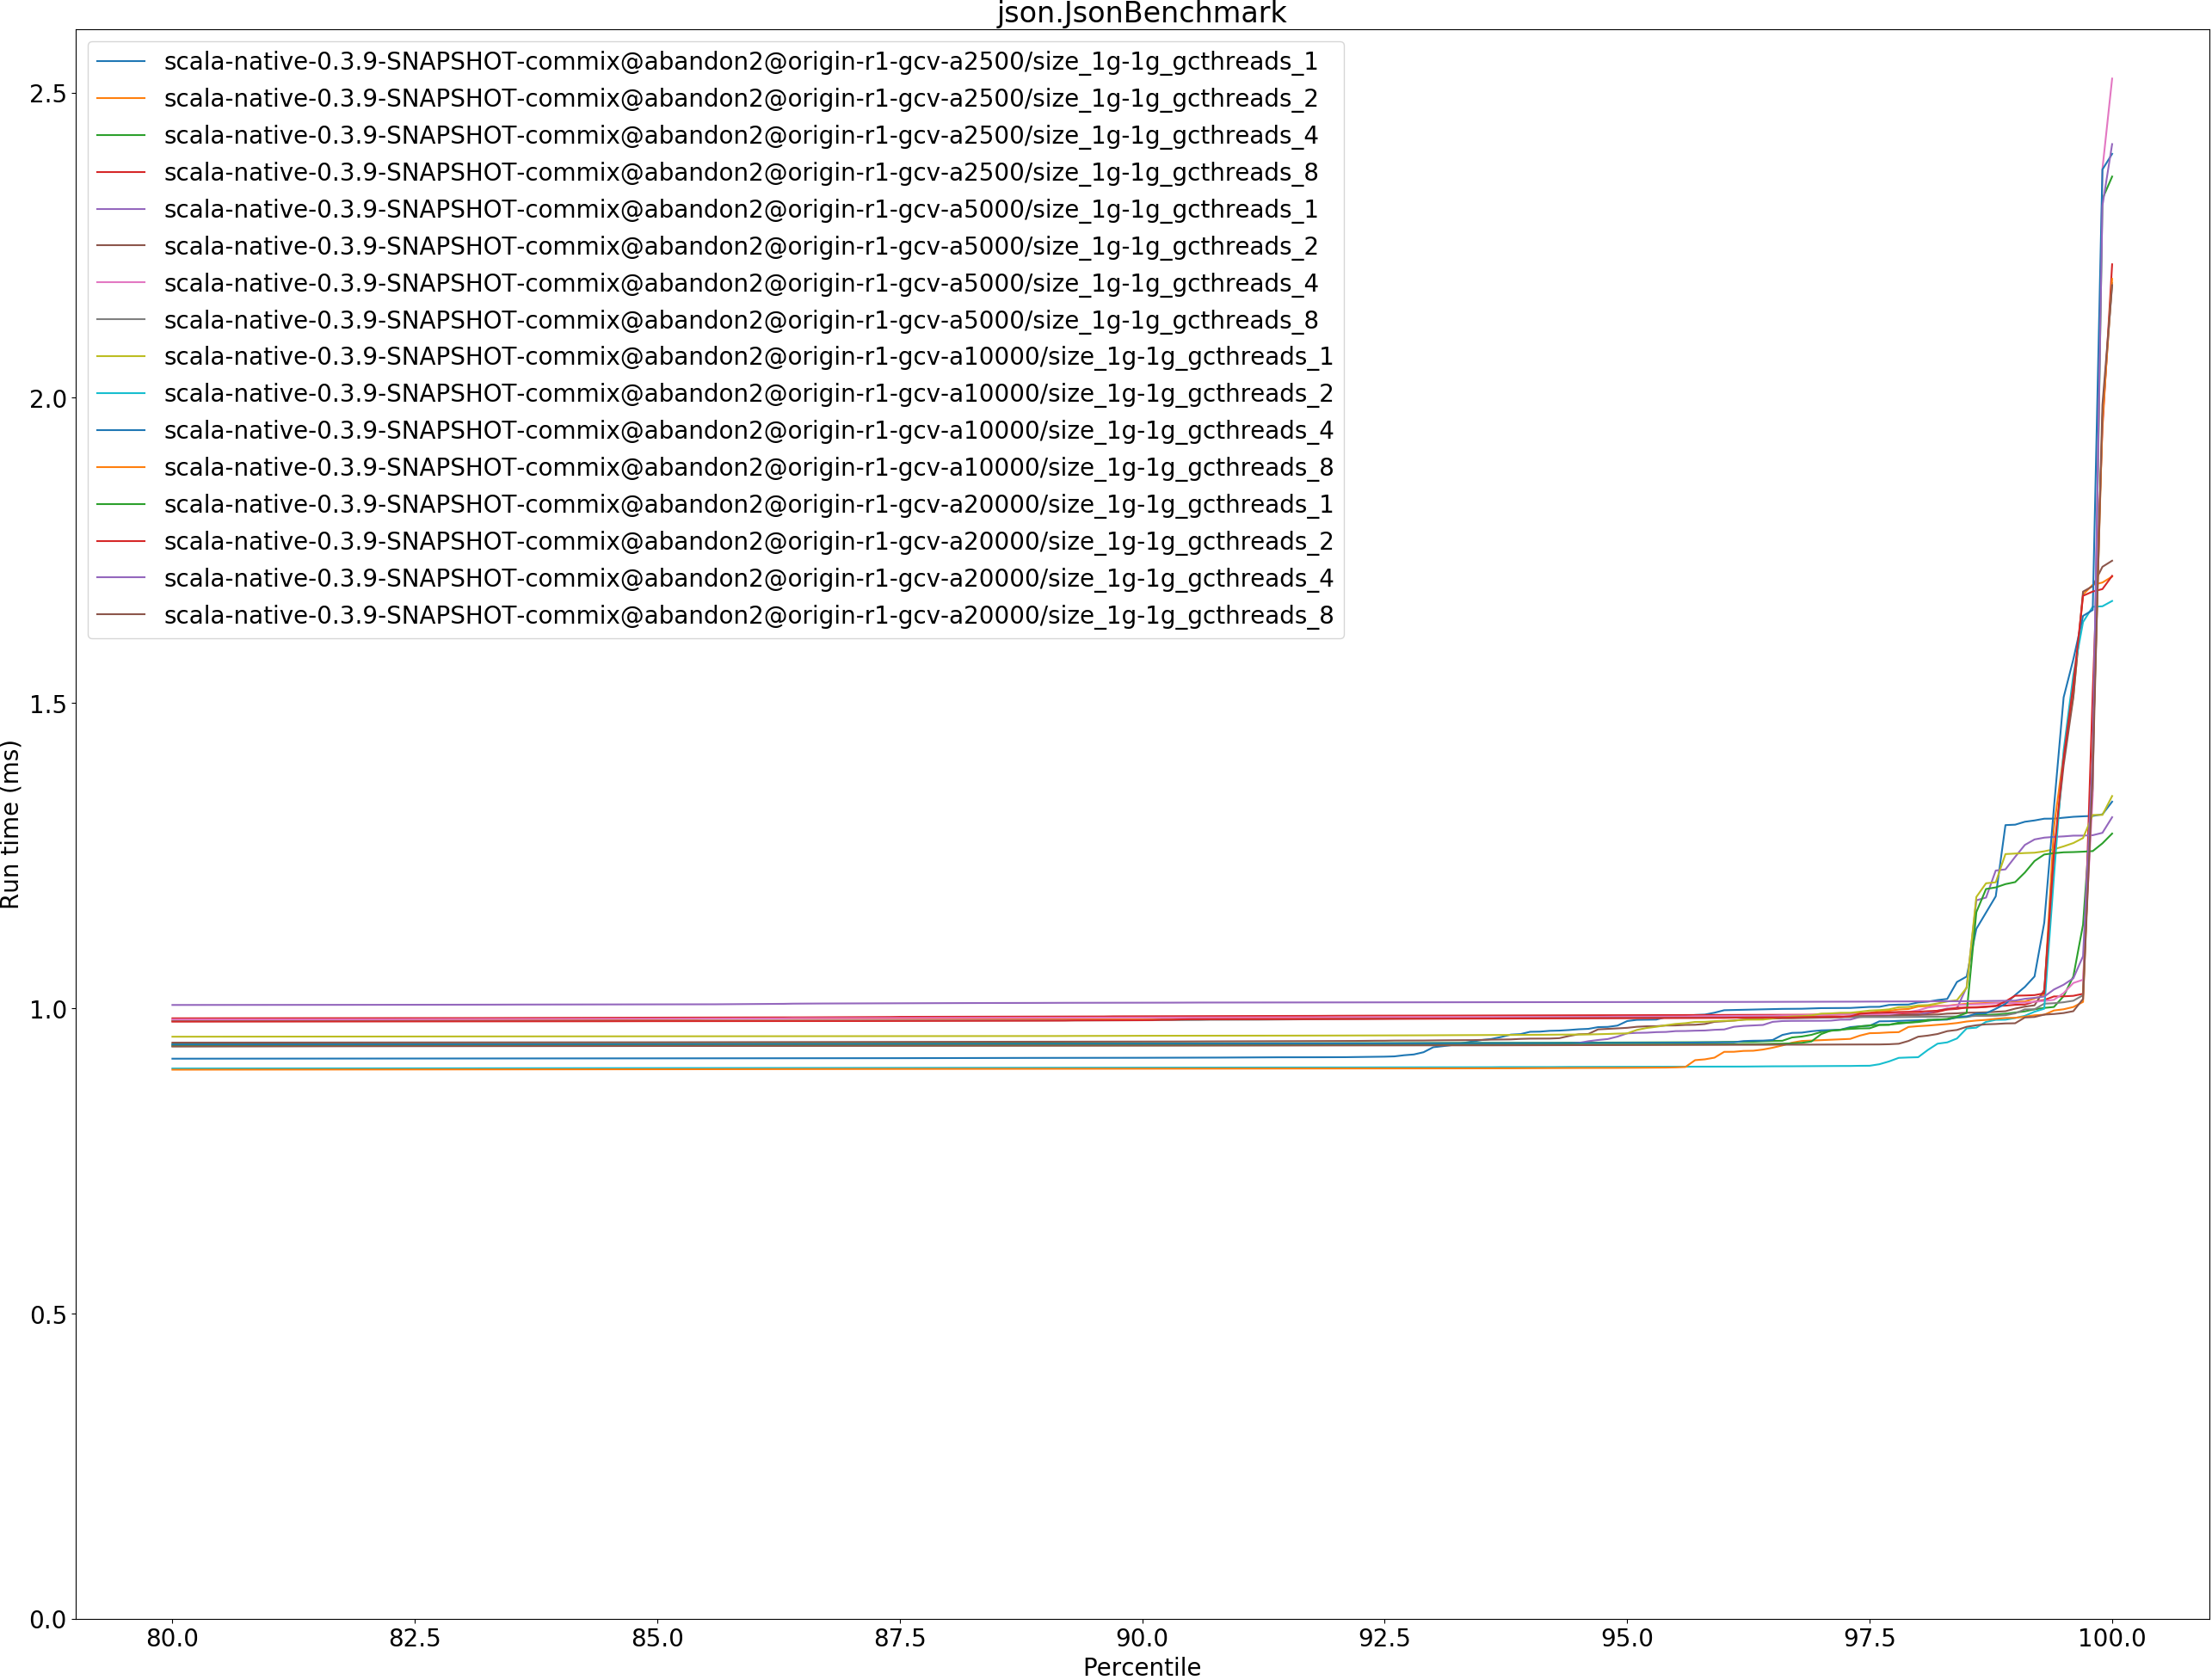 json.JsonBenchmark
scala-native-0.3.9-SNAPSHOT-commix@abandon2@origin-r1-gcv-a2500/size_1g-1g_gcthreads_1
scala-native-0.3.9-SNAPSHOT-commix@abandon2@origin-r1-gcv-a2500/size_1g-1g_gcthreads_2
scala-native-0.3.9-SNAPSHOT-commix@abandon2@origin-r1-gcv-a2500/size_1g-1g_gcthreads_4
scala-native-0.3.9-SNAPSHOT-commix@abandon2@origin-r1-gcv-a2500/size_1g-1g_gcthreads_8
scala-native-0.3.9-SNAPSHOT-commix@abandon2@origin-r1-gcv-a5000/size_1g-1g_gcthreads_1
scala-native-0.3.9-SNAPSHOT-commix@abandon2@origin-r1-gcv-a5000/size_1g-1g_gcthreads_2
scala-native-0.3.9-SNAPSHOT-commix@abandon2@origin-r1-gcv-a5000/size_1g-1g_gcthreads_4
scala-native-0.3.9-SNAPSHOT-commix@abandon2@origin-r1-gcv-a5000/size_1g-1g_gcthreads_8
scala-native-0.3.9-SNAPSHOT-commix@abandon2@origin-r1-gcv-a10000/size_1g-1g_gcthreads_1
scala-native-0.3.9-SNAPSHOT-commix@abandon2@origin-r1-gcv-a10000/size_1g-1g_gcthreads_2
scala-native-0.3.9-SNAPSHOT-commix@abandon2@origin-r1-gcv-a10000/size_1g-1g_gcthreads_4
scala-native-0.3.9-SNAPSHOT-commix@abandon2@origin-r1-gcv-a10000/size_1g-1g_gcthreads_8
scala-native-0.3.9-SNAPSHOT-commix@abandon2@origin-r1-gcv-a20000/size_1g-1g_gcthreads_1
scala-native-0.3.9-SNAPSHOT-commix@abandon2@origin-r1-gcv-a20000/size_1g-1g_gcthreads_2
scala-native-0.3.9-SNAPSHOT-commix@abandon2@origin-r1-gcv-a20000/size_1g-1g_gcthreads_4
scala-native-0.3.9-SNAPSHOT-commix@abandon2@origin-r1-gcv-a20000/size_1g-1g_gcthreads_8
2.5
2.0
1.5
1.0
0.5
0.0
Run time (ms)
80.0 82.5 85.0 87.5 90.0 92.5 95.0 97.5 100.0
Percentile